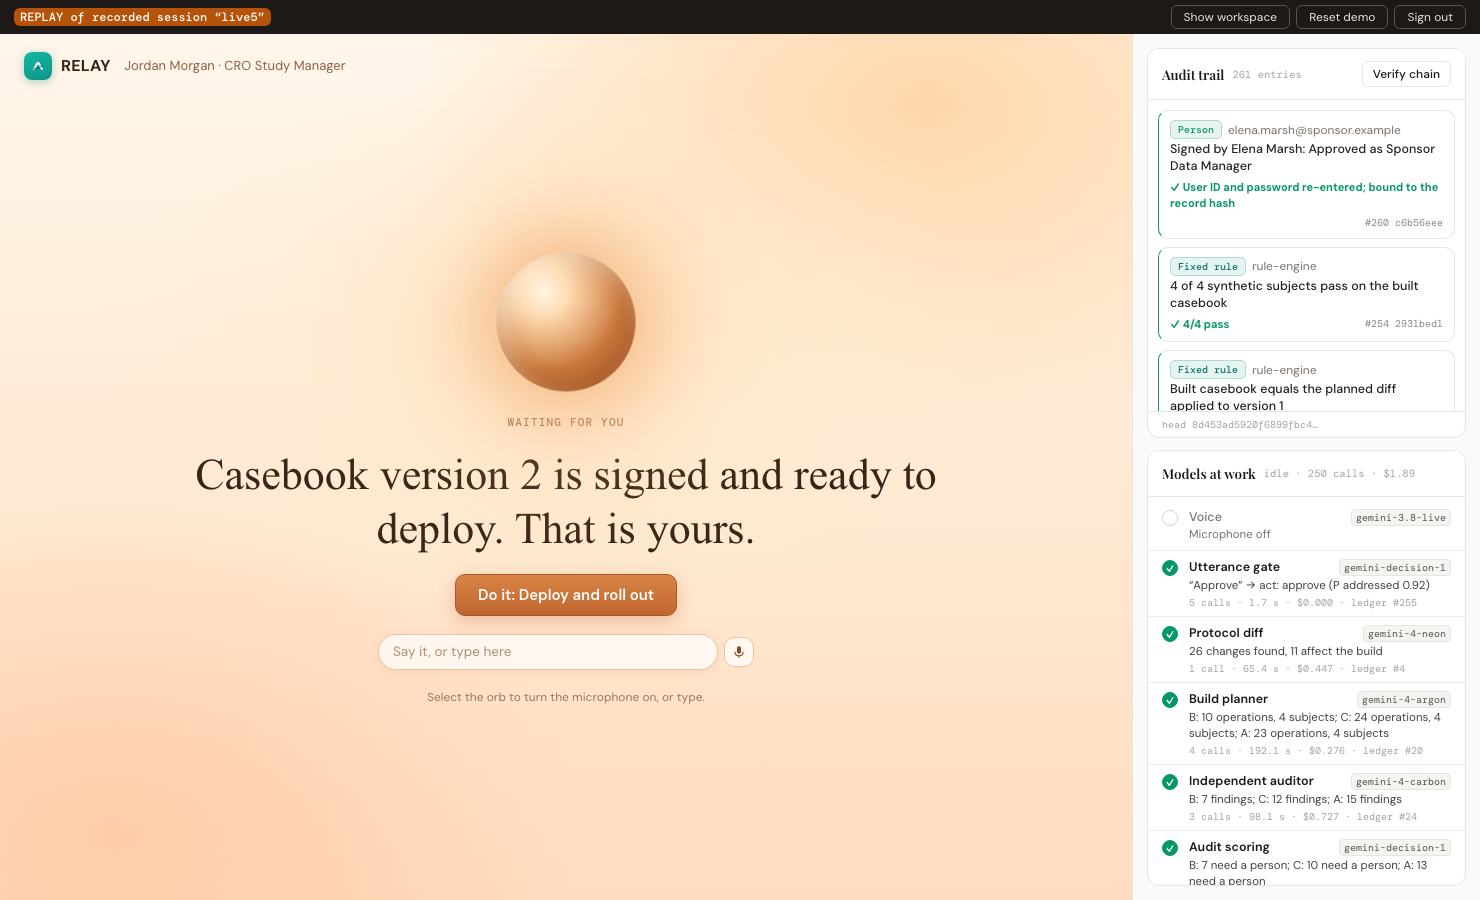 REPLAY of recorded session “live5”
Show workspace
Reset demo
Sign out
RELAY
Jordan Morgan · CRO Study Manager
WAITING FOR YOU
Casebook version 2 is signed and ready to
deploy. That is yours.
Do it: Deploy and roll out
Say it, or type here
Select the orb to turn the microphone on, or type.
Audit trail
261 entries
Verify chain
Person
elena.marsh@sponsor.example
Signed by Elena Marsh: Approved as Sponsor
Data Manager
✓ User ID and password re-entered; bound to the
record hash
#260 c6b56eee
Fixed rule
rule-engine
4 of 4 synthetic subjects pass on the built
casebook
✓ 4/4 pass
#254 2931bed1
Fixed rule
rule-engine
Built casebook equals the planned diff
applied to version 1
head 8d453ad5920f6899fbc4…
Models at work
idle · 250 calls · $1.89
Voice
gemini-3.8-live
Microphone off
Utterance gate
gemini-decision-1
“Approve” → act: approve (P addressed 0.92)
5 calls · 1.7 s · $0.000 · ledger #255
Protocol diff
gemini-4-neon
26 changes found, 11 affect the build
1 call · 65.4 s · $0.447 · ledger #4
Build planner
gemini-4-argon
B: 10 operations, 4 subjects; C: 24 operations, 4
subjects; A: 23 operations, 4 subjects
4 calls · 192.1 s · $0.276 · ledger #20
Independent auditor
gemini-4-carbon
B: 7 findings; C: 12 findings; A: 15 findings
3 calls · 98.1 s · $0.727 · ledger #24
Audit scoring
gemini-decision-1
B: 7 need a person; C: 10 need a person; A: 13
need a person